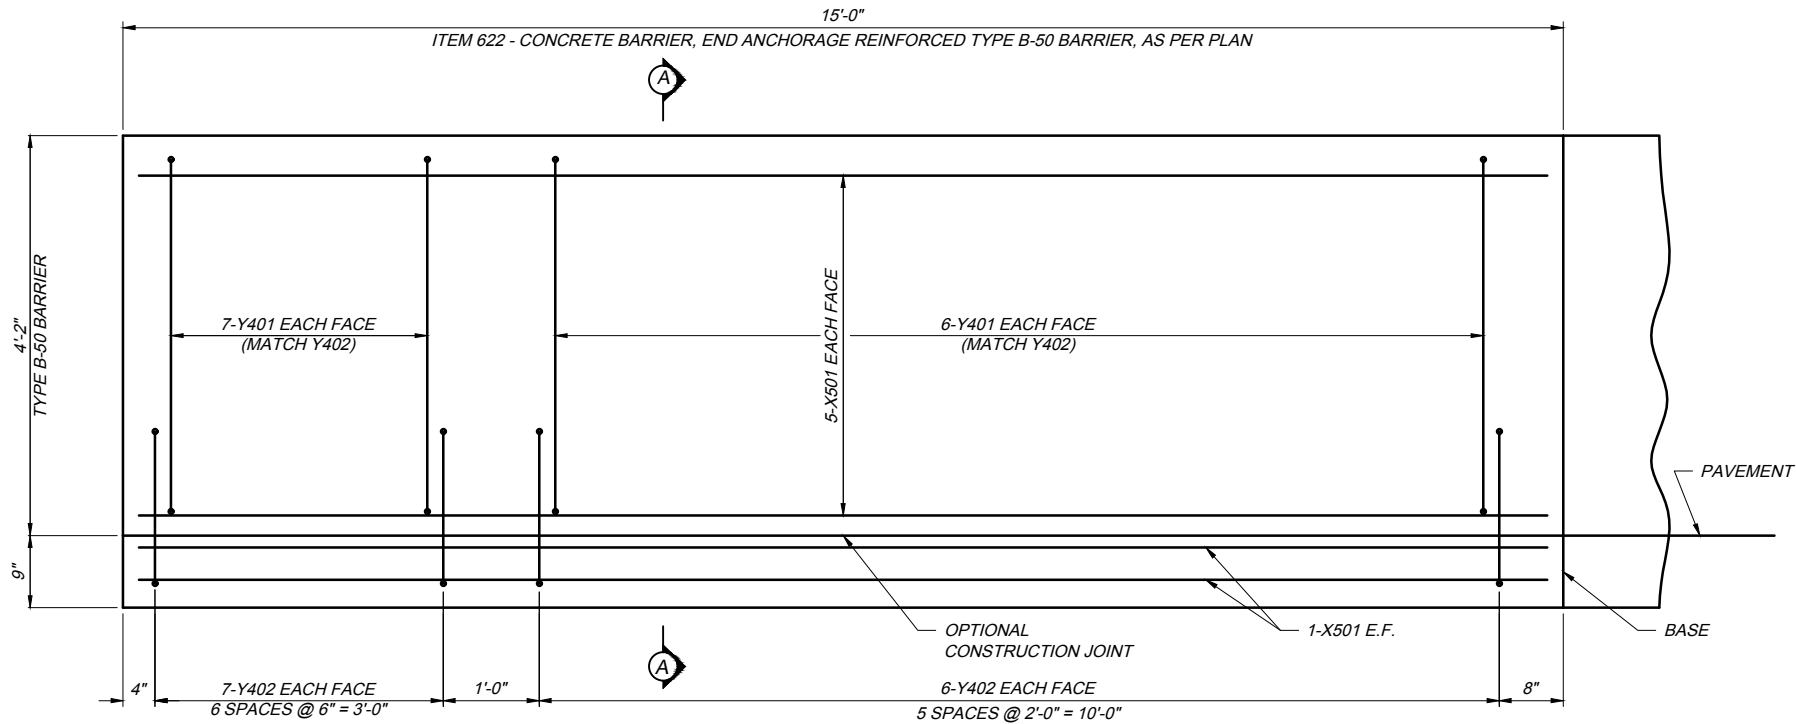 15'-0"
ITEM 622 - CONCRETE BARRIER, END ANCHORAGE REINFORCED TYPE B-50 BARRIER, AS PER PLAN
A
4'-2"
TYPE B-50 BARRIER
7-Y401 EACH FACE
(MATCH Y402)
5-X501 EACH FACE
6-Y401 EACH FACE
(MATCH Y402)
PAVEMENT
9"
OPTIONAL
CONSTRUCTION JOINT
1-X501 E.F.
BASE
A
4"
7-Y402 EACH FACE
6 SPACES @ 6" = 3'-0"
1'-0"
6-Y402 EACH FACE
5 SPACES @ 2'-0" = 10'-0"
8"